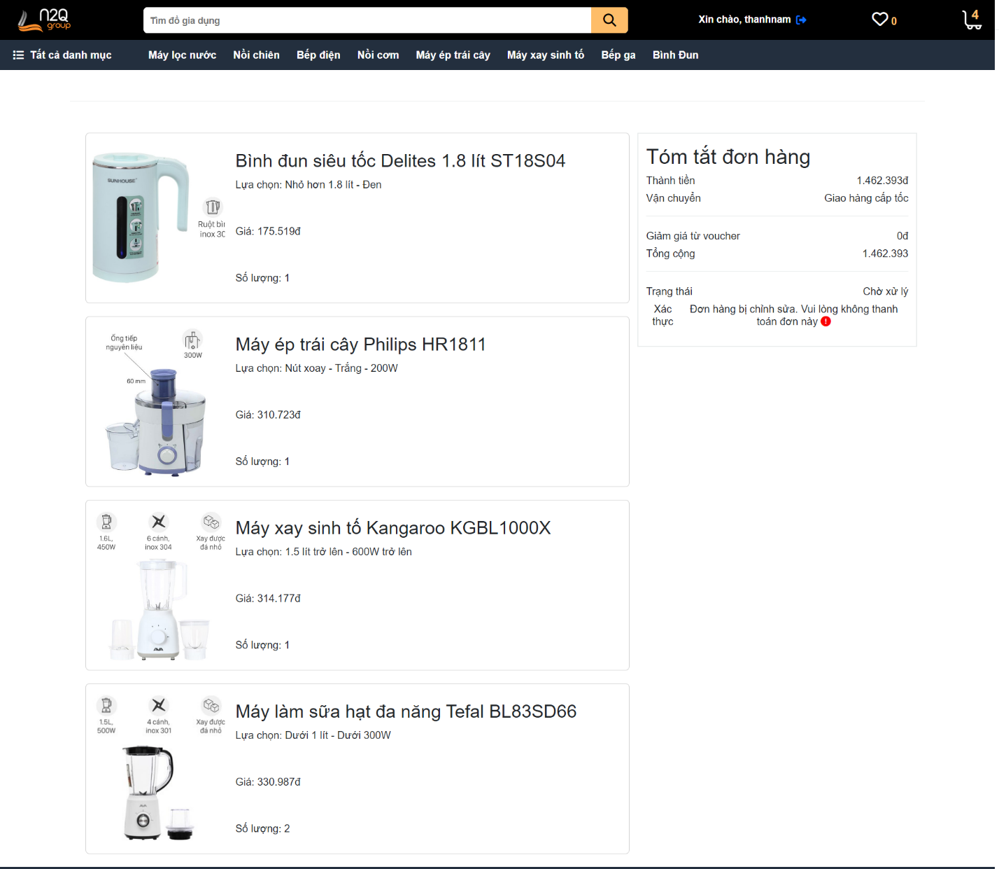 n2Q
group
Tìm đồ gia dụng
Xin chào, thanhnam
0
4
Tất cả danh mục
Máy lọc nước
Nồi chiên
Bếp điện
Nồi cơm
Máy ép trái cây
Máy xay sinh tố
Bếp ga
Bình Đun
SUNHOUSE
Ruột bìn
inox 30
Bình đun siêu tốc Delites 1.8 lít ST18S04
Lựa chọn: Nhỏ hơn 1.8 lít - Đen
Giá: 175.519đ
Số lượng: 1
Tóm tắt đơn hàng
Thành tiền 1.462.393đ
Vận chuyển Giao hàng cấp tốc
Giảm giá từ voucher 0đ
Tổng cộng 1.462.393
Trạng thái Chờ xử lý
Xác thực
Đơn hàng bị chỉnh sửa. Vui lòng không thanh
toán đơn này
Ống tiếp
nguyên liệu
300W
60 mm
Máy ép trái cây Philips HR1811
Lựa chọn: Nút xoay - Trắng - 200W
Giá: 310.723đ
Số lượng: 1
1.6L,
450W
6 cánh,
inox 304
Xay được
đá nhỏ
AVA
Máy xay sinh tố Kangaroo KGBL1000X
Lựa chọn: 1.5 lít trở lên - 600W trở lên
Giá: 314.177đ
Số lượng: 1
1.5L,
500W
4 cánh,
inox 301
Xay được
đá nhỏ
AVA
Máy làm sữa hạt đa năng Tefal BL83SD66
Lựa chọn: Dưới 1 lít - Dưới 300W
Giá: 330.987đ
Số lượng: 2